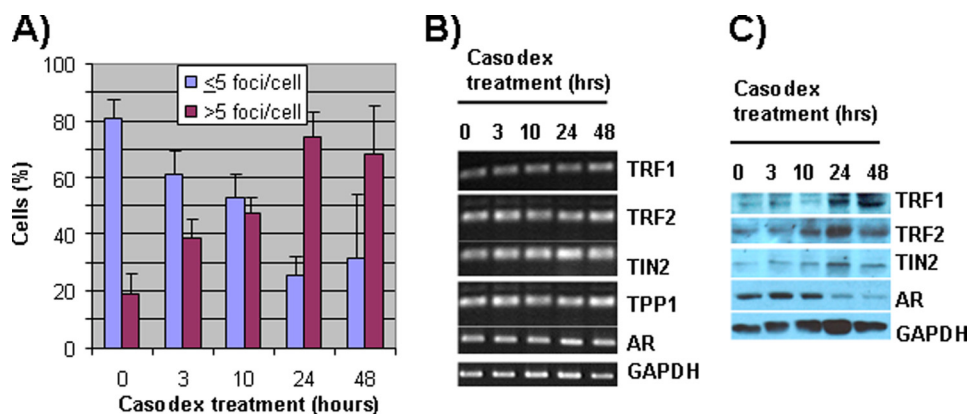 A)
100
80
60
40
20
0
Cells (%)
≤5 foci/cell
>5 foci/cell
0 3 10 24 48
Casodex treatment (hours)
B)
Casodex
treatment (hrs)
0 3 10 24 48
TRF1
TRF2
TIN2
TPP1
AR
GAPDH
C)
Casodex
treatment (hrs)
0 3 10 24 48
TRF1
TRF2
TIN2
AR
GAPDH